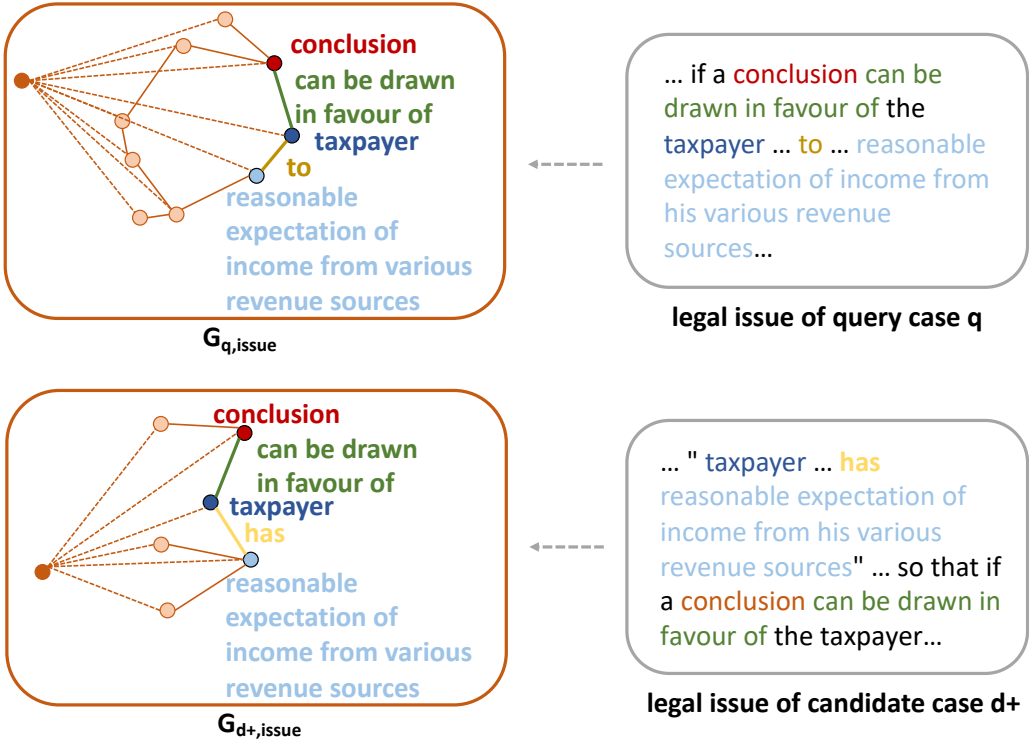 conclusion
can be drawn
in favour of
taxpayer
to
reasonable
expectation of
income from various
revenue sources
G_q,issue
... if a conclusion can be
drawn in favour of the
taxpayer ... to ... reasonable
expectation of income from
his various revenue
sources...
legal issue of query case q
conclusion
can be drawn
in favour of
taxpayer
has
reasonable
expectation of
income from various
revenue sources
G_d+,issue
... " taxpayer ... has
reasonable expectation of
income from his various
revenue sources" ... so that if
a conclusion can be drawn in
favour of the taxpayer...
legal issue of candidate case d+